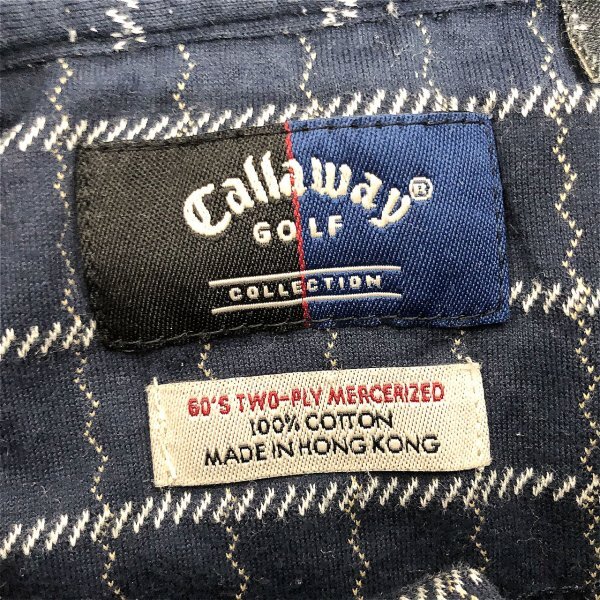 Callaway®
GOLF
COLLECTION
60'S TWO-PLY MERCERIZED
100% COTTON
MADE IN HONG KONG